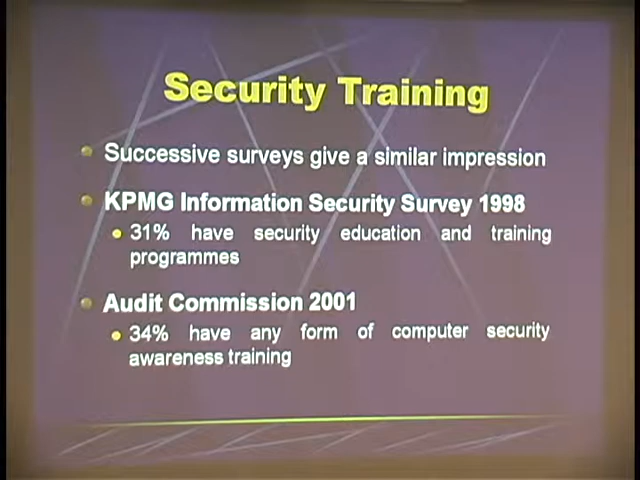 Security Training
Successive surveys give a similar impression
KPMG Information Security Survey 1998
31% have security education and training
programmes
Audit Commission 2001
34% have any form of computer security
awareness training